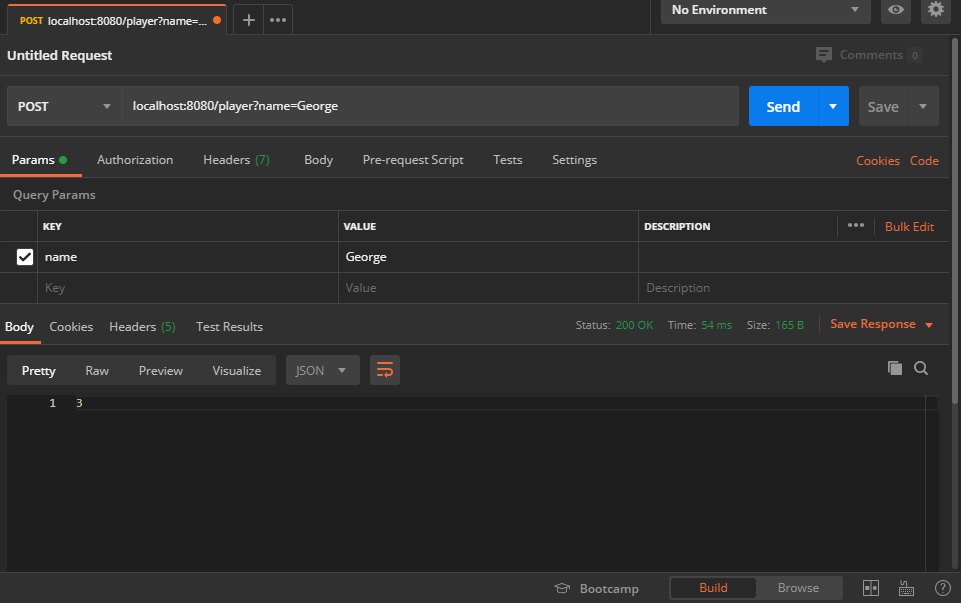 POST localhost:8080/player?name=... No Environment
Untitled Request Comments 0
POST localhost:8080/player?name=George Send Save
Params Authorization Headers (7) Body Pre-request Script Tests Settings Cookies Code
Query Params
KEY VALUE DESCRIPTION Bulk Edit
name George
Key Value Description
Body Cookies Headers (5) Test Results Status: 200 OK Time: 54 ms Size: 165 B Save Response
Pretty Raw Preview Visualize JSON
1 3
Bootcamp Build Browse